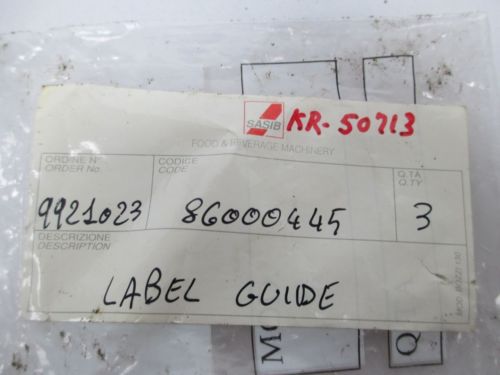 SASIB KR-50713
FOOD & BEVERAGE MACHINERY
ORDINE N° CODICE Q.TA
ORDER No. CODE Q.TY
9921023 86000445 3
DESCRIZIONE
DESCRIPTION
LABEL GUIDE